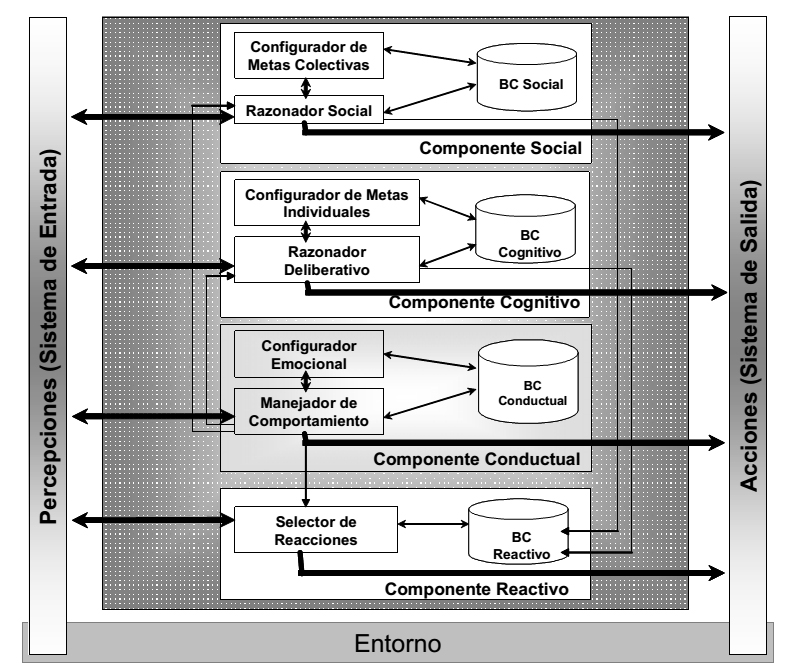 Percepciones (Sistema de Entrada)
Configurador de
Metas Colectivas
BC Social
Razonador Social
Componente Social
Configurador de Metas
Individuales
BC
Cognitivo
Razonador
Deliberativo
Componente Cognitivo
Configurador
Emocional
BC
Conductual
Manejador de
Comportamiento
Componente Conductual
Selector de
Reacciones
BC
Reactivo
Componente Reactivo
Acciones (Sistema de Salida)
Entorno